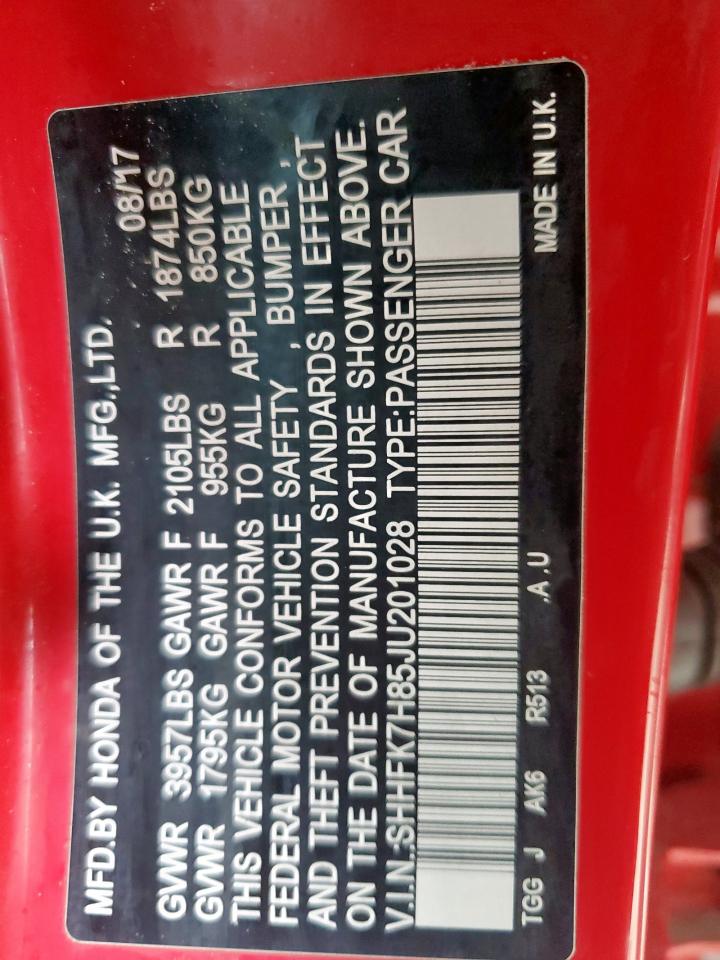 MFD.BY HONDA OF THE U.K. MFG.,LTD. 08/17
GVWR 3957LBS GAWR F 2105LBS R 1874LBS
GVWR 1795KG GAWR F 955KG R 850KG
THIS VEHICLE CONFORMS TO ALL APPLICABLE
FEDERAL MOTOR VEHICLE SAFETY , BUMPER ,
AND THEFT PREVENTION STANDARDS IN EFFECT
ON THE DATE OF MANUFACTURE SHOWN ABOVE.
V.I.N.:SHHFK7H85JU201028 TYPE:PASSENGER CAR
TGG J AK6 R513 .A .U MADE IN U.K.